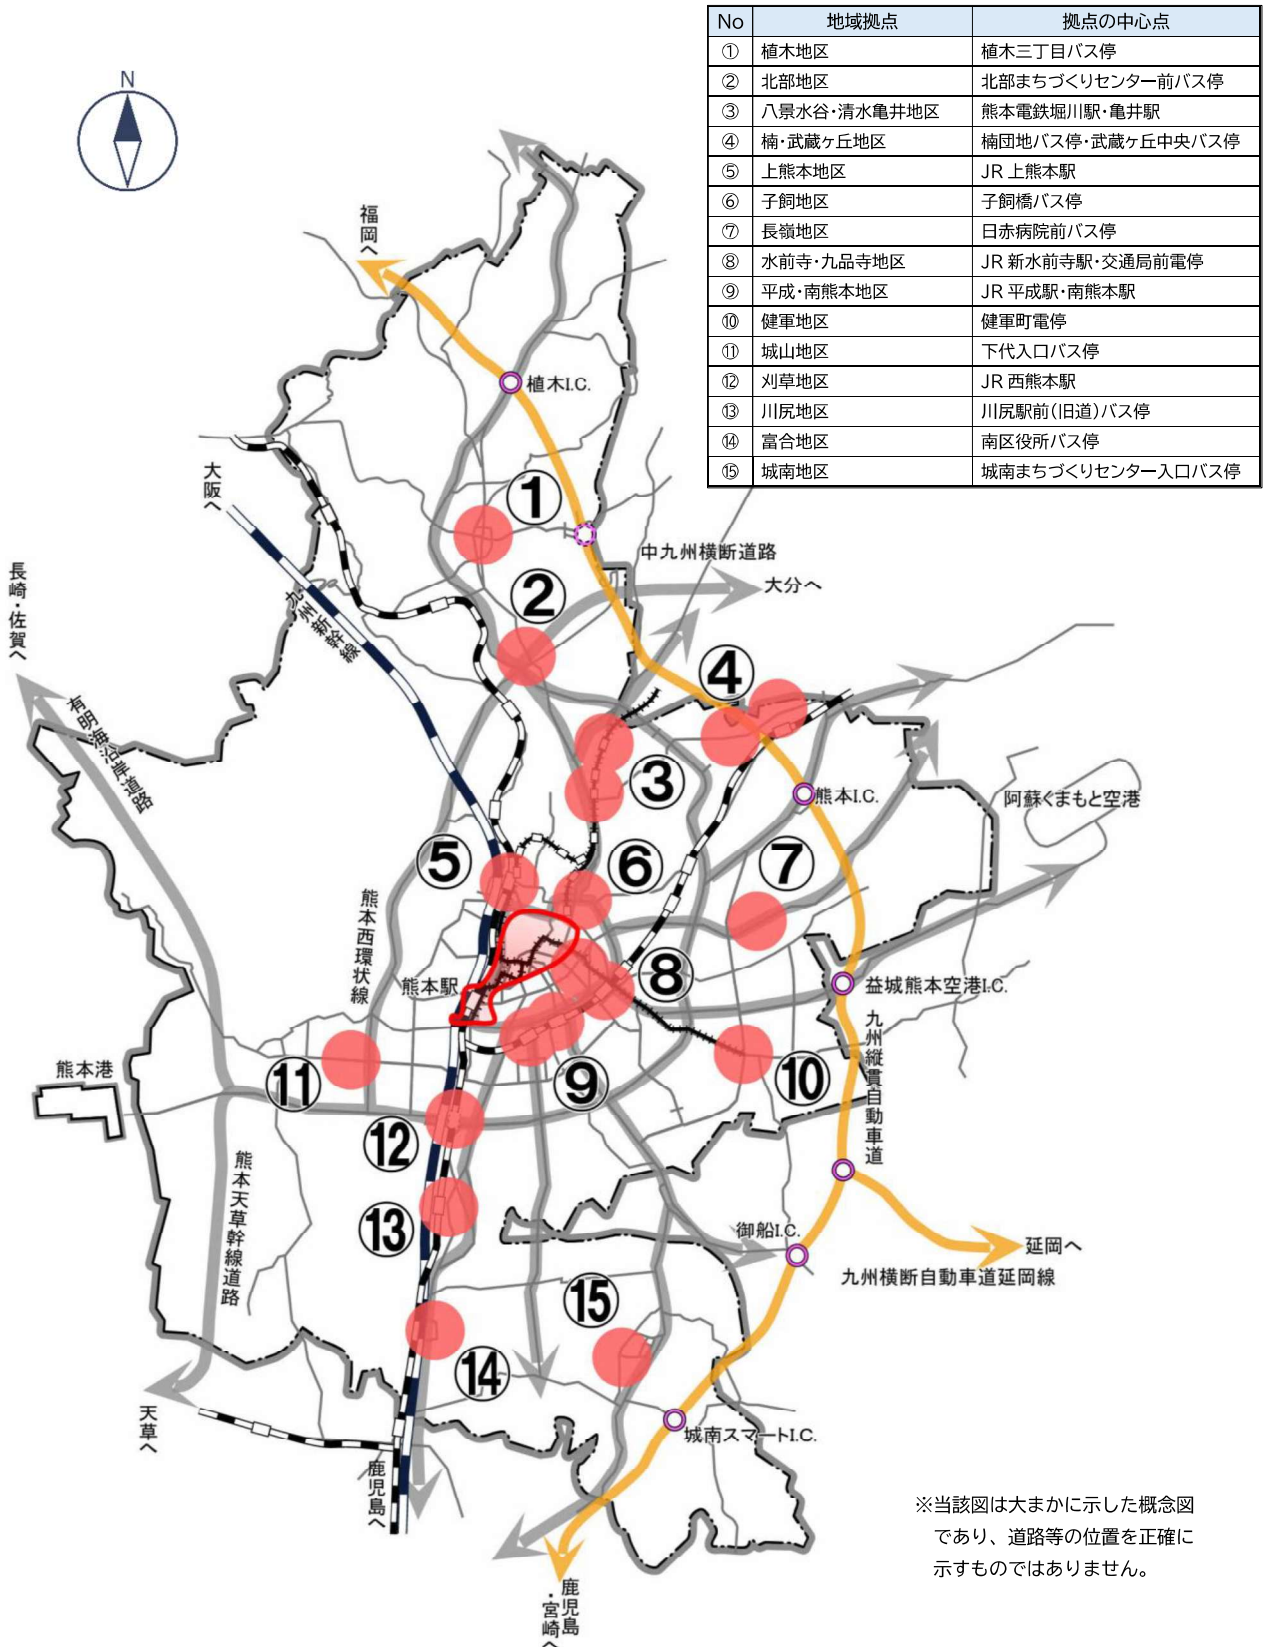 No 地域拠点 拠点の中心点
① 植木地区 植木三丁目バス停
② 北部地区 北部まちづくりセンター前バス停
③ 八景水谷・清水亀井地区 熊本電鉄堀川駅・亀井駅
④ 楠・武蔵ヶ丘地区 楠団地バス停・武蔵ヶ丘中央バス停
⑤ 上熊本地区 JR 上熊本駅
⑥ 子飼地区 子飼橋バス停
⑦ 長嶺地区 日赤病院前バス停
⑧ 水前寺・九品寺地区 JR 新水前寺駅・交通局前電停
⑨ 平成・南熊本地区 JR 平成駅・南熊本駅
⑩ 健軍地区 健軍町電停
⑪ 城山地区 下代入口バス停
⑫ 刈草地区 JR 西熊本駅
⑬ 川尻地区 川尻駅前(旧道)バス停
⑭ 富合地区 南区役所バス停
⑮ 城南地区 城南まちづくりセンター入口バス停
N
福岡へ
植木I.C.
大阪へ
①
中九州横断道路
大分へ
長崎・佐賀へ
②
九州新幹線
④
有明海沿岸道路
③
熊本I.C.
阿蘇くまもと空港
⑤
⑥
⑦
熊本西環状線
熊本駅
⑧
益城熊本空港I.C.
九州縦貫自動車道
熊本港
⑪
⑨
⑩
⑫
熊本天草幹線道路
⑬
御船I.C.
延岡へ
九州横断自動車道延岡線
⑮
⑭
天草へ
城南スマートI.C.
鹿児島へ
※当該図は大まかに示した概念図
であり、道路等の位置を正確に
示すものではありません。
鹿児島
・宮崎へ